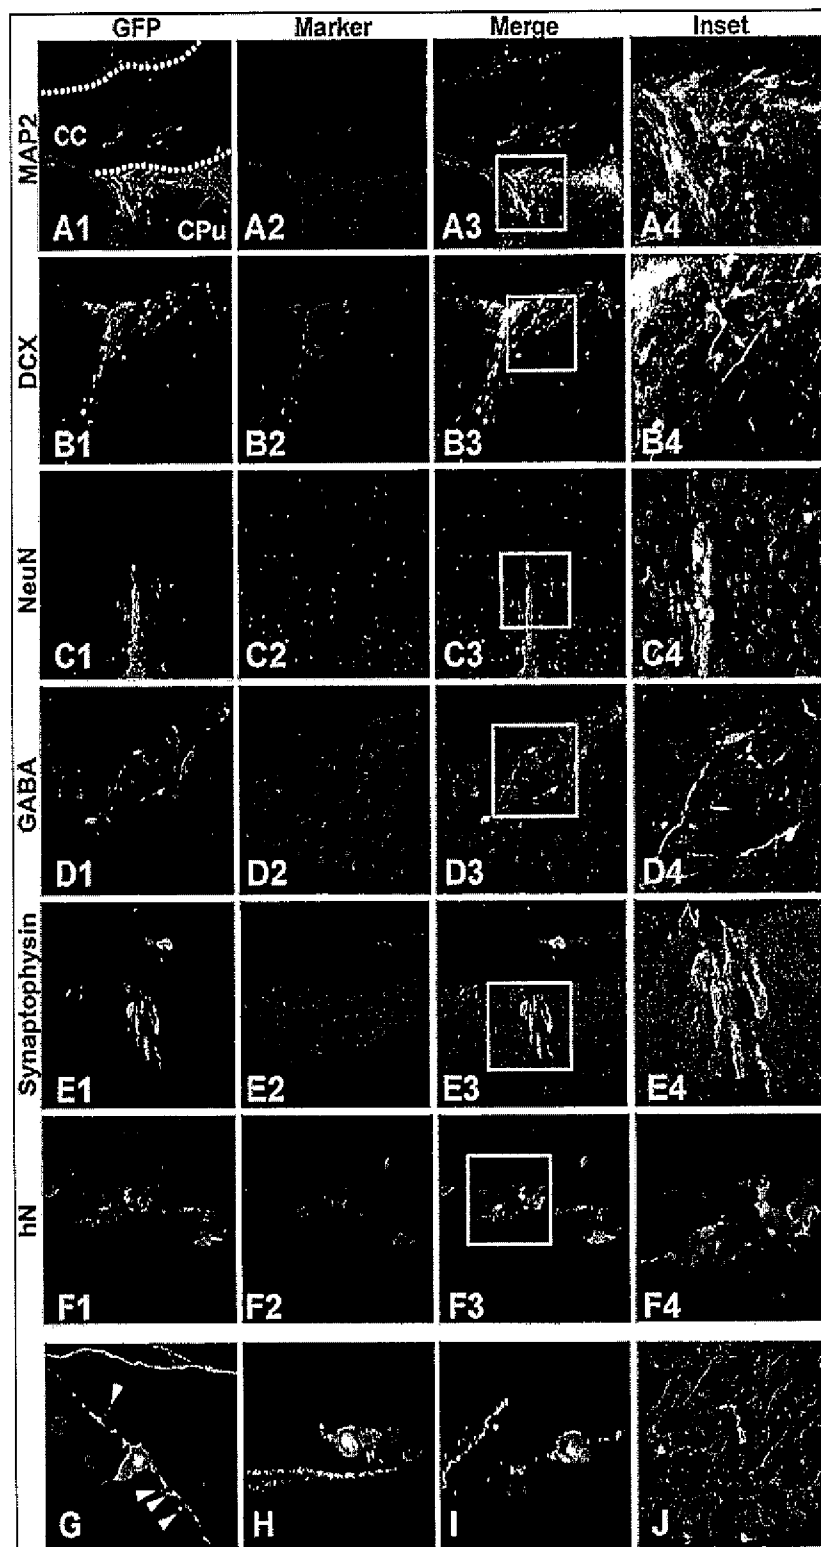 GFP Marker Merge Inset
MAP2
CC
CPu
A1 A2 A3 A4
DCX
B1 B2 B3 B4
NeuN
C1 C2 C3 C4
GABA
D1 D2 D3 D4
Synaptophysin
E1 E2 E3 E4
hN
F1 F2 F3 F4
G H I J